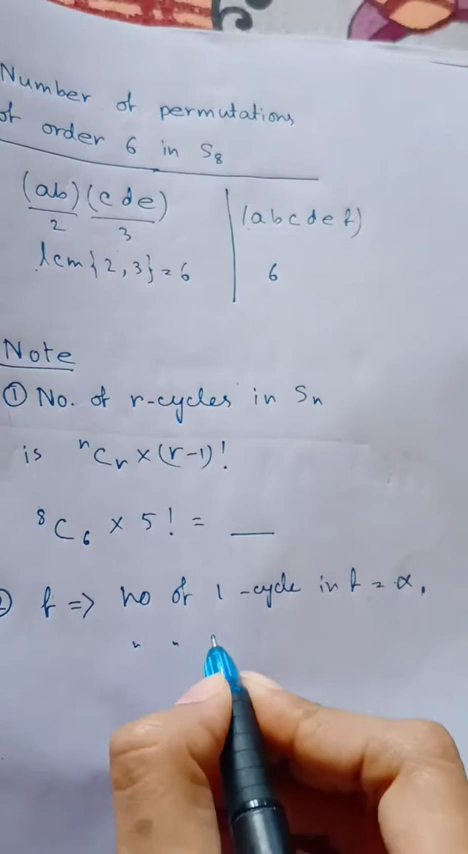 Number of permutations
of order 6 in S₈
(ab)(cde) | (abcdef)
2 3
lcm{2,3}=6 | 6
Note
① No. of r-cycles in Sₙ
is ⁿCᵣ×(r-1)!
⁸C₆ × 5! = __
② f => no of 1-cycle in f = α,
" "